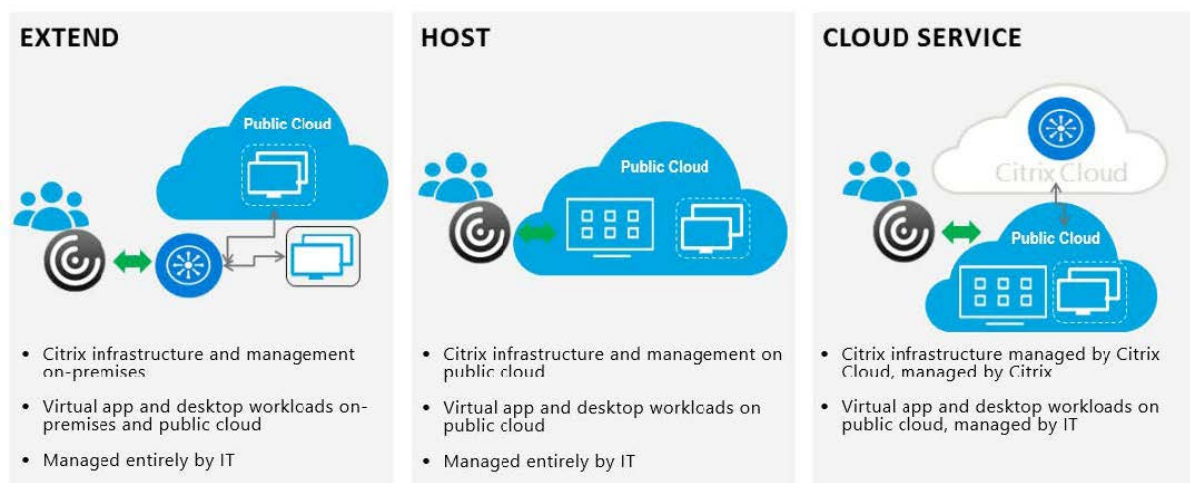 EXTEND
Public Cloud
• Citrix infrastructure and management
on-premises
• Virtual app and desktop workloads on-
premises and public cloud
• Managed entirely by IT
HOST
Public Cloud
• Citrix infrastructure and management on
public cloud
• Virtual app and desktop workloads on
public cloud
• Managed entirely by IT
CLOUD SERVICE
Citrix Cloud
Public Cloud
• Citrix infrastructure managed by Citrix
Cloud, managed by Citrix
• Virtual app and desktop workloads on
public cloud, managed by IT